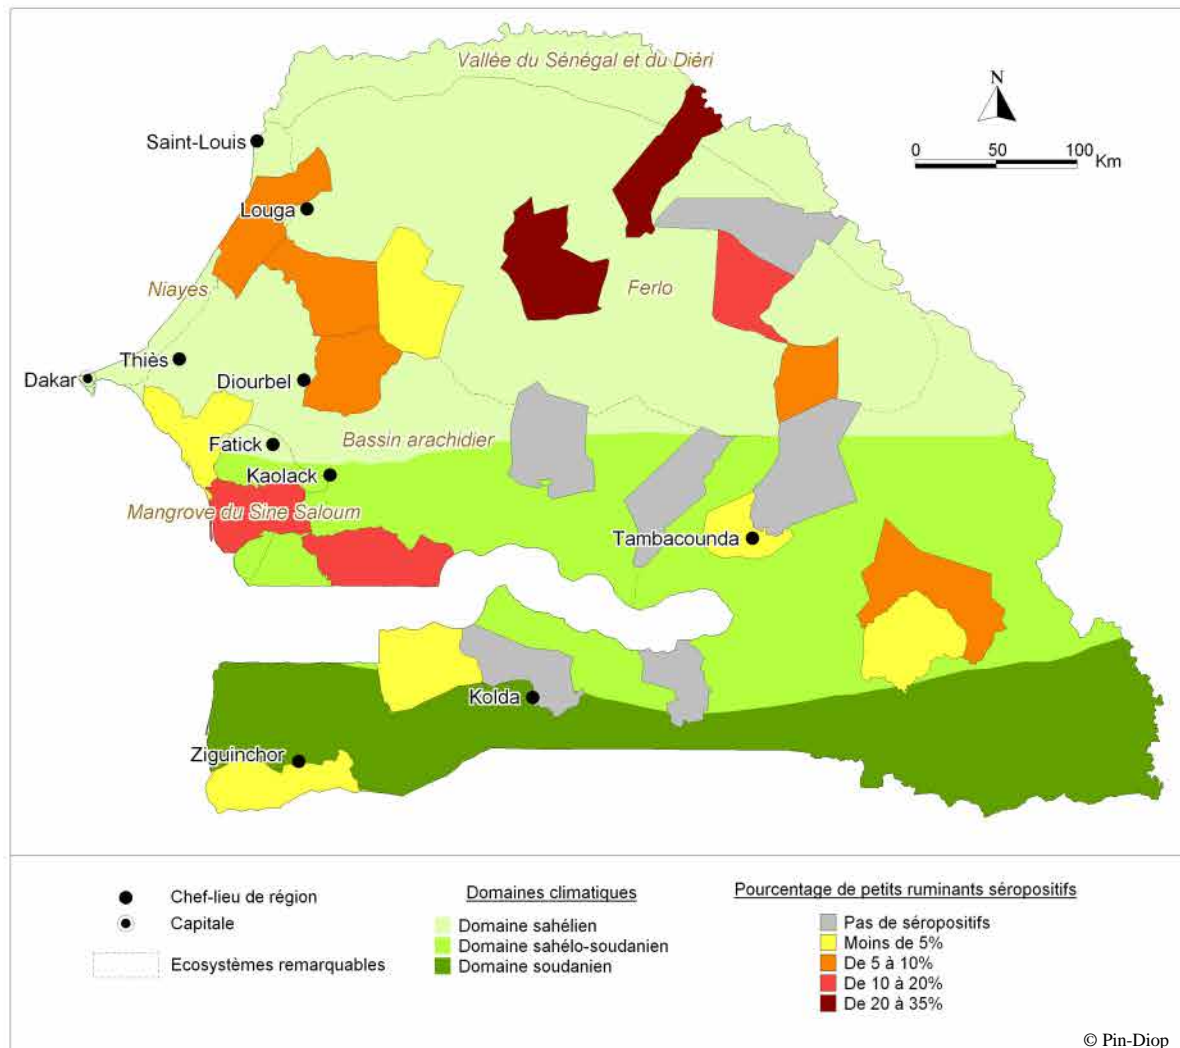 Vallée du Sénégal et du Diéri
N
Saint-Louis
0 50 100
Km
Louga
Niayes
Ferlo
Thiès
Dakar
Diourbel
Fatick
Bassin arachidier
Kaolack
Mangrove du Sine Saloum
Tambacounda
Kolda
Ziguinchor
Chef-lieu de région
Capitale
Ecosystèmes remarquables
Domaines climatiques
Domaine sahélien
Domaine sahélo-soudanien
Domaine soudanien
Pourcentage de petits ruminants séropositifs
Pas de séropositifs
Moins de 5%
De 5 à 10%
De 10 à 20%
De 20 à 35%
© Pin-Diop